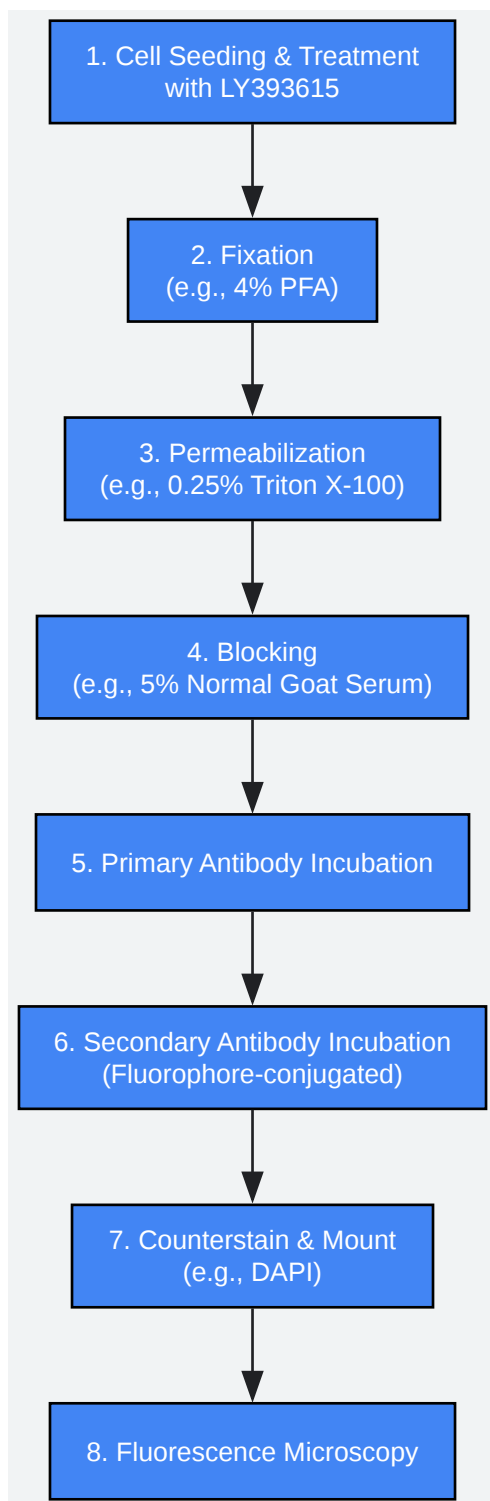 1. Cell Seeding & Treatment
with LY393615
2. Fixation
(e.g., 4% PFA)
3. Permeabilization
(e.g., 0.25% Triton X-100)
4. Blocking
(e.g., 5% Normal Goat Serum)
5. Primary Antibody Incubation
6. Secondary Antibody Incubation
(Fluorophore-conjugated)
7. Counterstain & Mount
(e.g., DAPI)
8. Fluorescence Microscopy